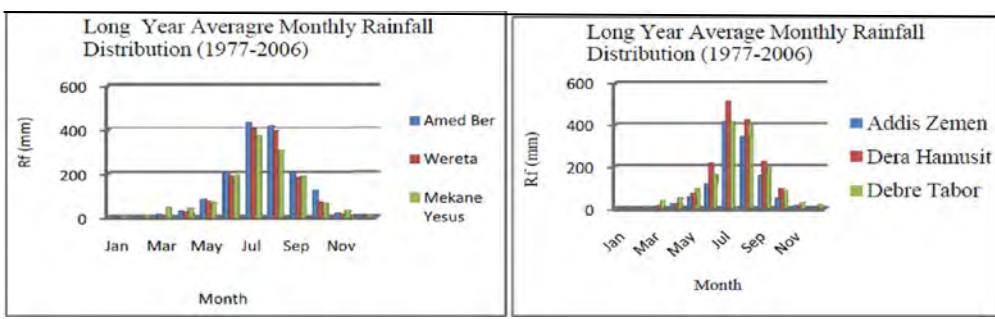 Long Year Averagre Monthly Rainfall
Distribution (1977-2006)
600
400
200
0
Rf (mm)
Jan Mar May Jul Sep Nov
Month
Amed Ber
Wereta
Mekane
Yesus
Long Year Average Monthly Rainfall
Distribution (1977-2006)
600
400
200
0
Rf (mm)
Jan Mar May Jul Sep Nov
Month
Addis Zemen
Dera Hamusit
Debre Tabor